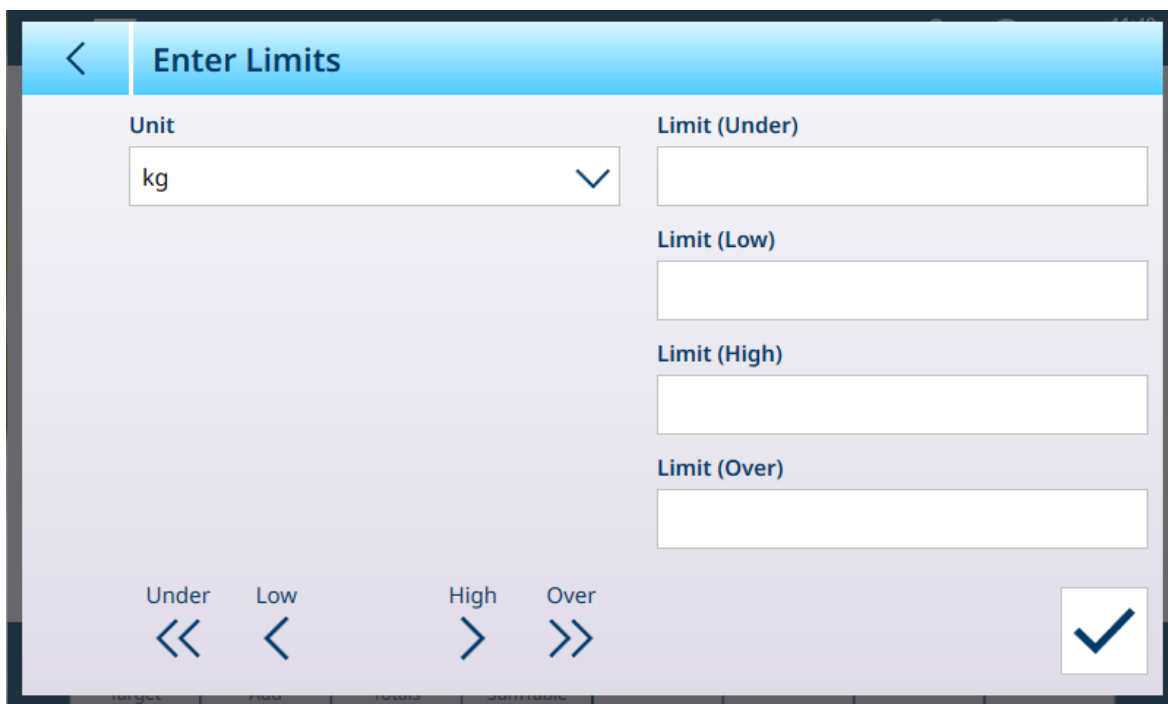 Enter Limits
Unit
kg
Limit (Under)
Limit (Low)
Limit (High)
Limit (Over)
Under Low High Over